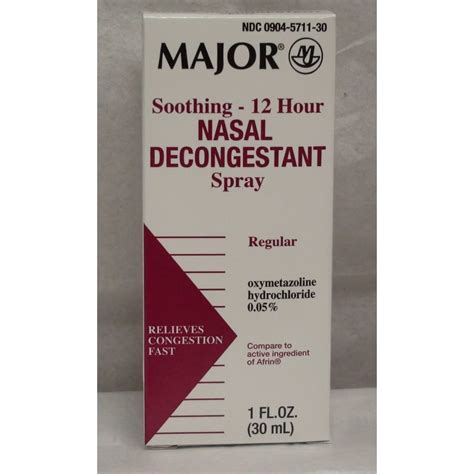 NDC 0904-5711-30
MAJOR®
Soothing - 12 Hour
NASAL
DECONGESTANT
Spray
Regular
oxymetazoline
hydrochloride
0.05%
RELIEVES
CONGESTION
FAST
Compare to
active ingredient
of Afrin®
1 FL.OZ.
(30 mL)